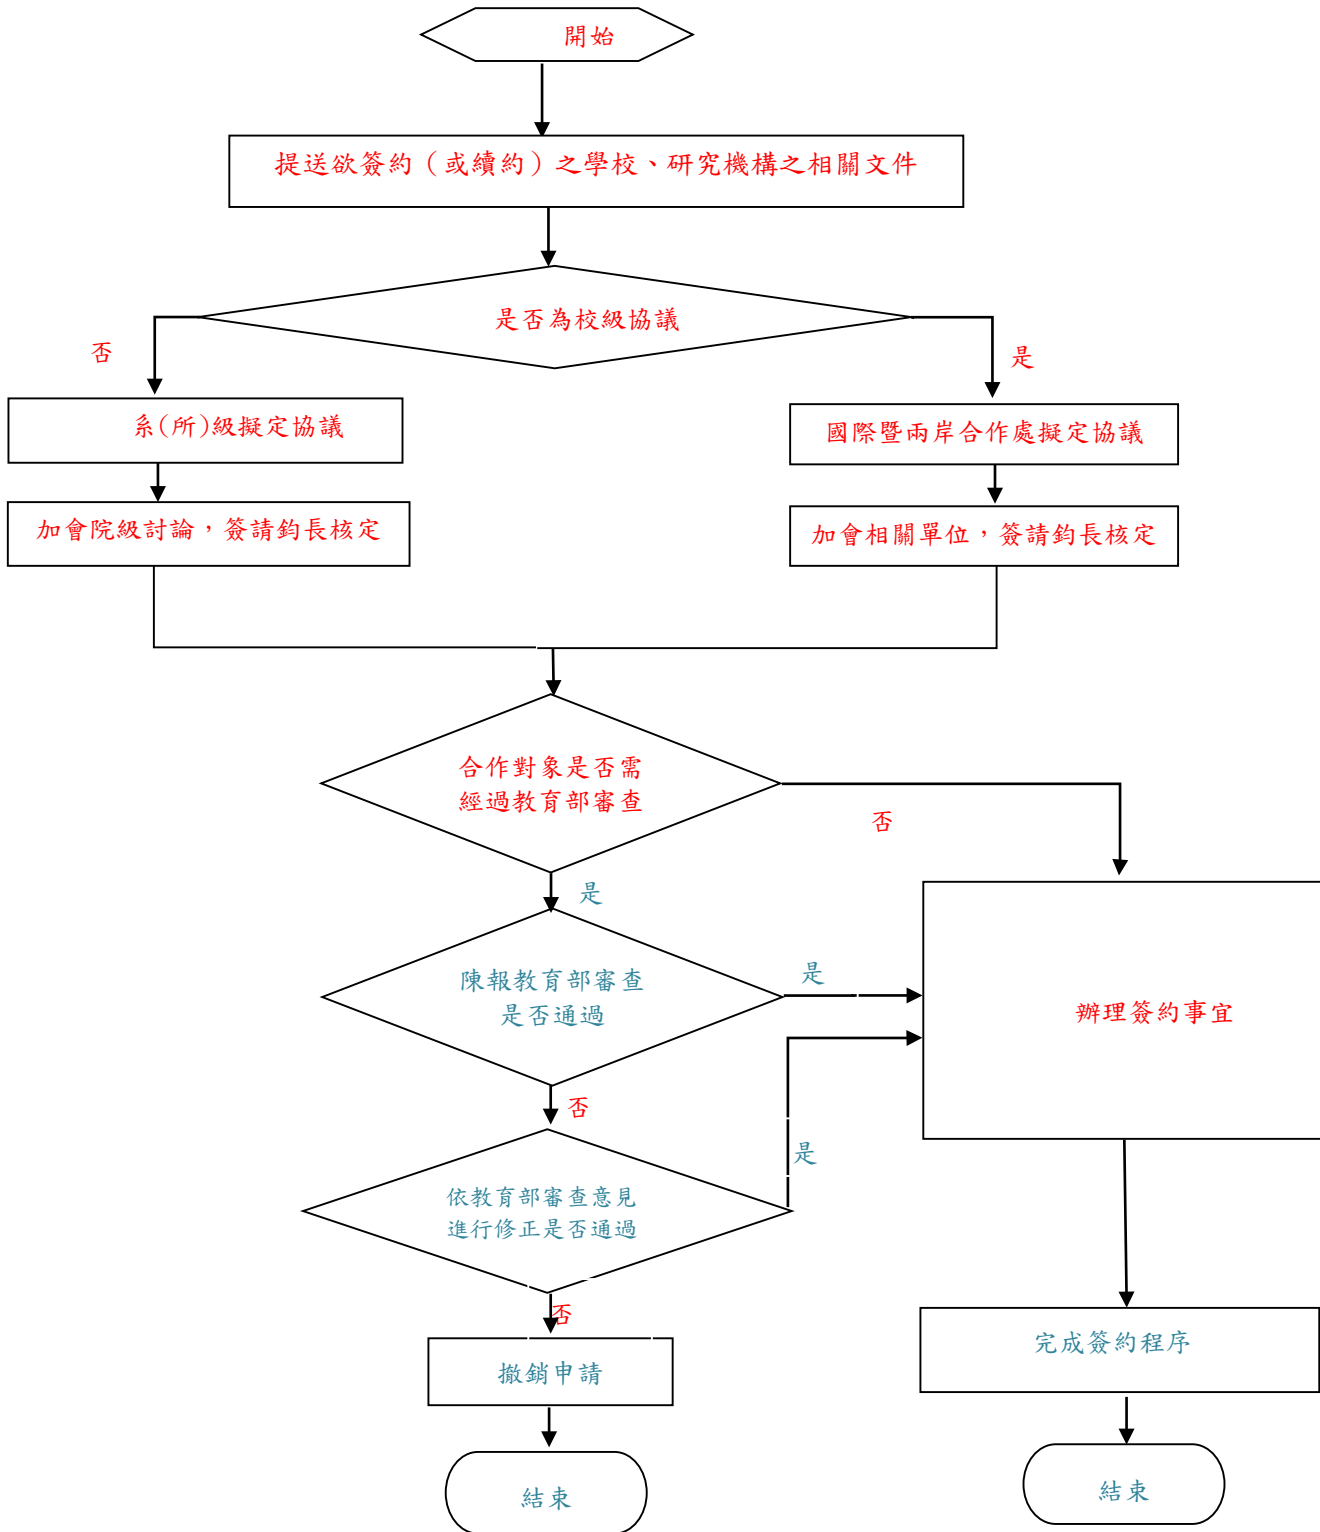 開始
提送欲簽約（或續約）之學校、研究機構之相關文件
是否為校級協議
否
是
系(所)級擬定協議
國際暨兩岸合作處擬定協議
加會院級討論，簽請鈞長核定
加會相關單位，簽請鈞長核定
合作對象是否需
經過教育部審查
否
是
陳報教育部審查
是否通過
是
辦理簽約事宜
否
是
依教育部審查意見
進行修正是否通過
否
撤銷申請
完成簽約程序
結束
結束